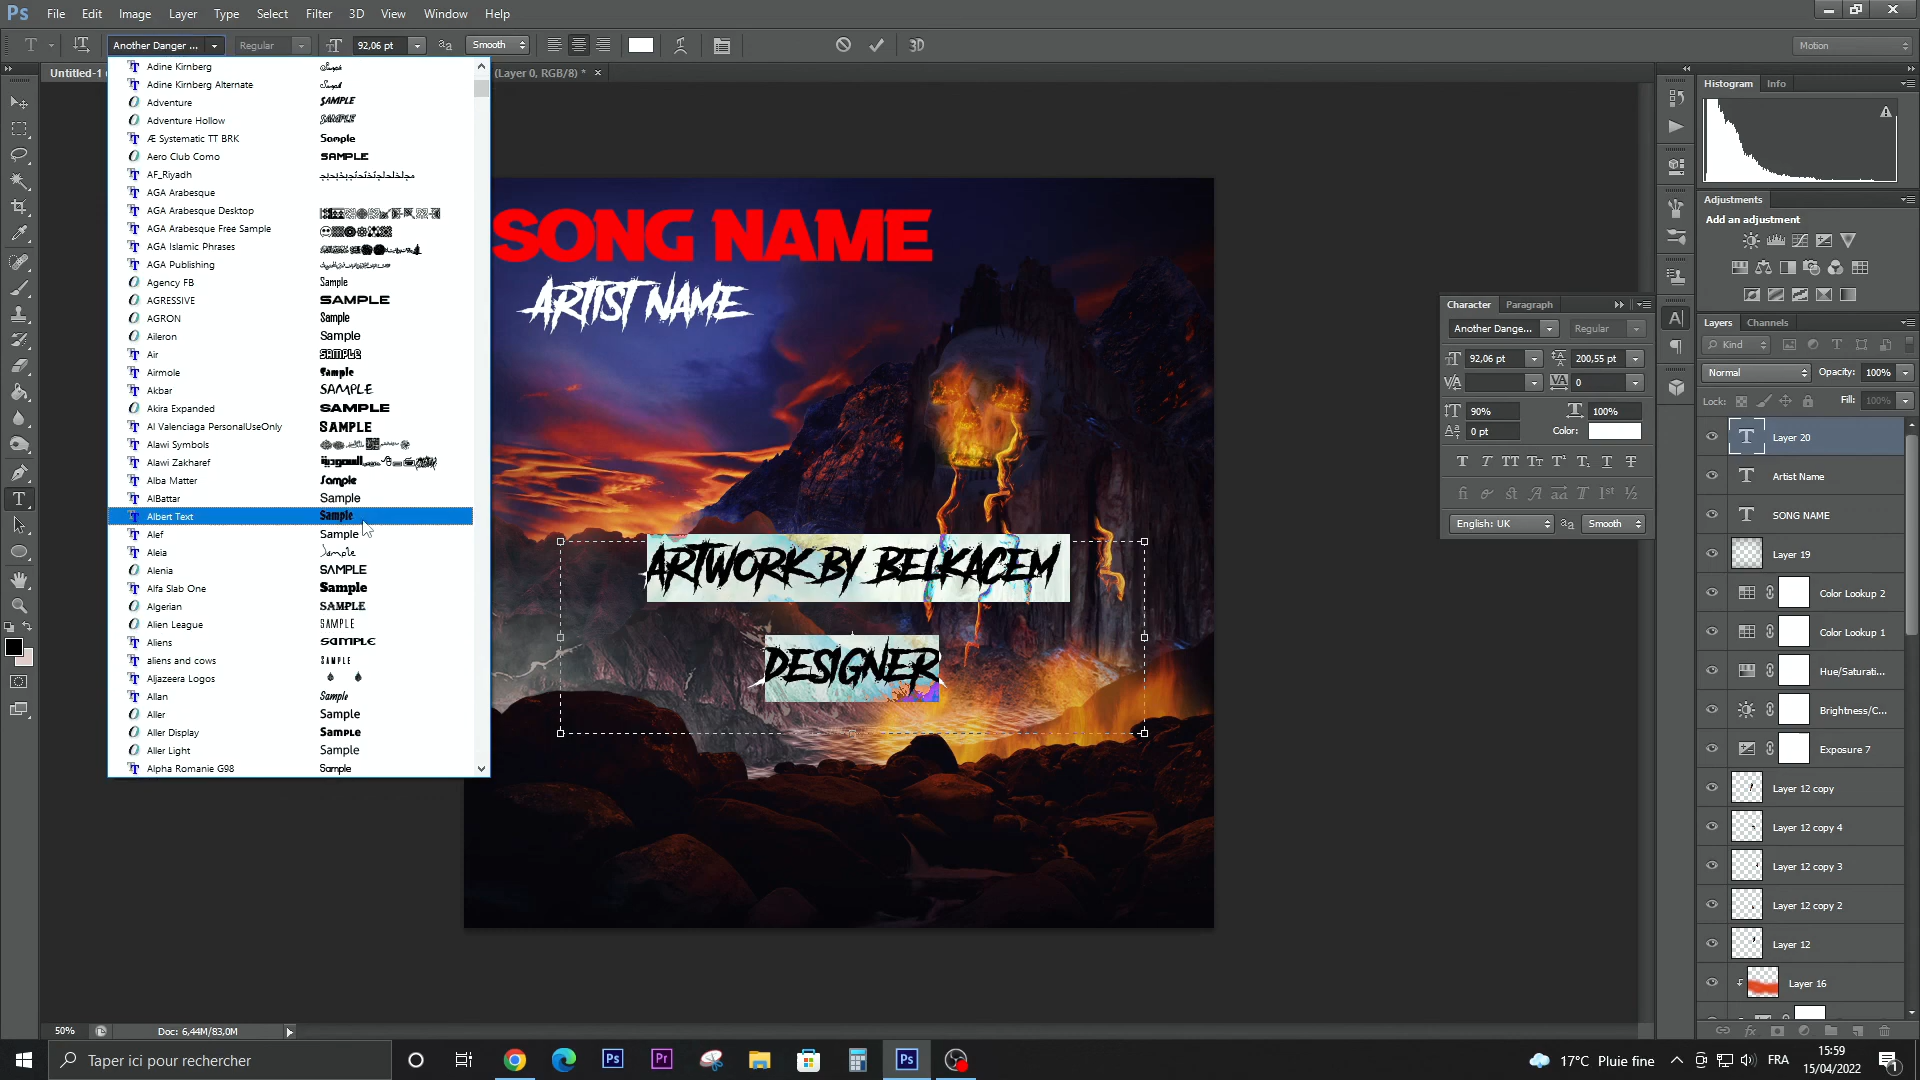 Ps File Edit Image Layer Type Select Filter 3D View Window Help
Another Danger ... Regular 92,06 pt Smooth 3D Motion
Untitled-1 (Layer 0, RGB/8) *
Adine Kirnberg Sample
Adine Kirnberg Alternate Sample
Adventure SAMPLE
Adventure Hollow SAMPLE
Æ Systematic TT BRK Sample
Aero Club Como SAMPLE
AF_Riyadh
AGA Arabesque
AGA Arabesque Desktop
AGA Arabesque Free Sample
AGA Islamic Phrases
AGA Publishing
Agency FB Sample
AGRESSIVE SAMPLE
AGRON Sample
Aileron Sample
Air SAMPLE
Airmole Sample
Akbar SAMPLE
Akira Expanded SAMPLE
Al Valenciaga PersonalUseOnly SAMPLE
Alawi Symbols
Alawi Zakharef
Alba Matter Sample
AlBattar Sample
Albert Text Sample
Alef Sample
Aleia Sample
Alenia SAMPLE
Alfa Slab One Sample
Algerian SAMPLE
Alien League SAMPLE
Aliens SAMPLE
aliens and cows SAMPLE
Aljazeera Logos
Allan Sample
Aller Sample
Aller Display Sample
Aller Light Sample
Alpha Romanie G98 Sample
SONG NAME
ARTIST NAME
ARTWORK BY BELKACEM
DESIGNER
Character Paragraph
Another Dange... Regular
92,06 pt 200,55 pt
0
90% 100%
0 pt Color:
English: UK Smooth
Histogram Info
Adjustments
Add an adjustment
Layers Channels
Kind
Normal Opacity: 100%
Lock: Fill: 100%
Layer 20
Artist Name
SONG NAME
Layer 19
Color Lookup 2
Color Lookup 1
Hue/Saturati...
Brightness/C...
Exposure 7
Layer 12 copy
Layer 12 copy 4
Layer 12 copy 3
Layer 12 copy 2
Layer 12
Layer 16
50% Doc: 6,44M/83,0M
Taper ici pour rechercher
Ps Pr Ps
17°C Pluie fine FRA 15:59
15/04/2022 1